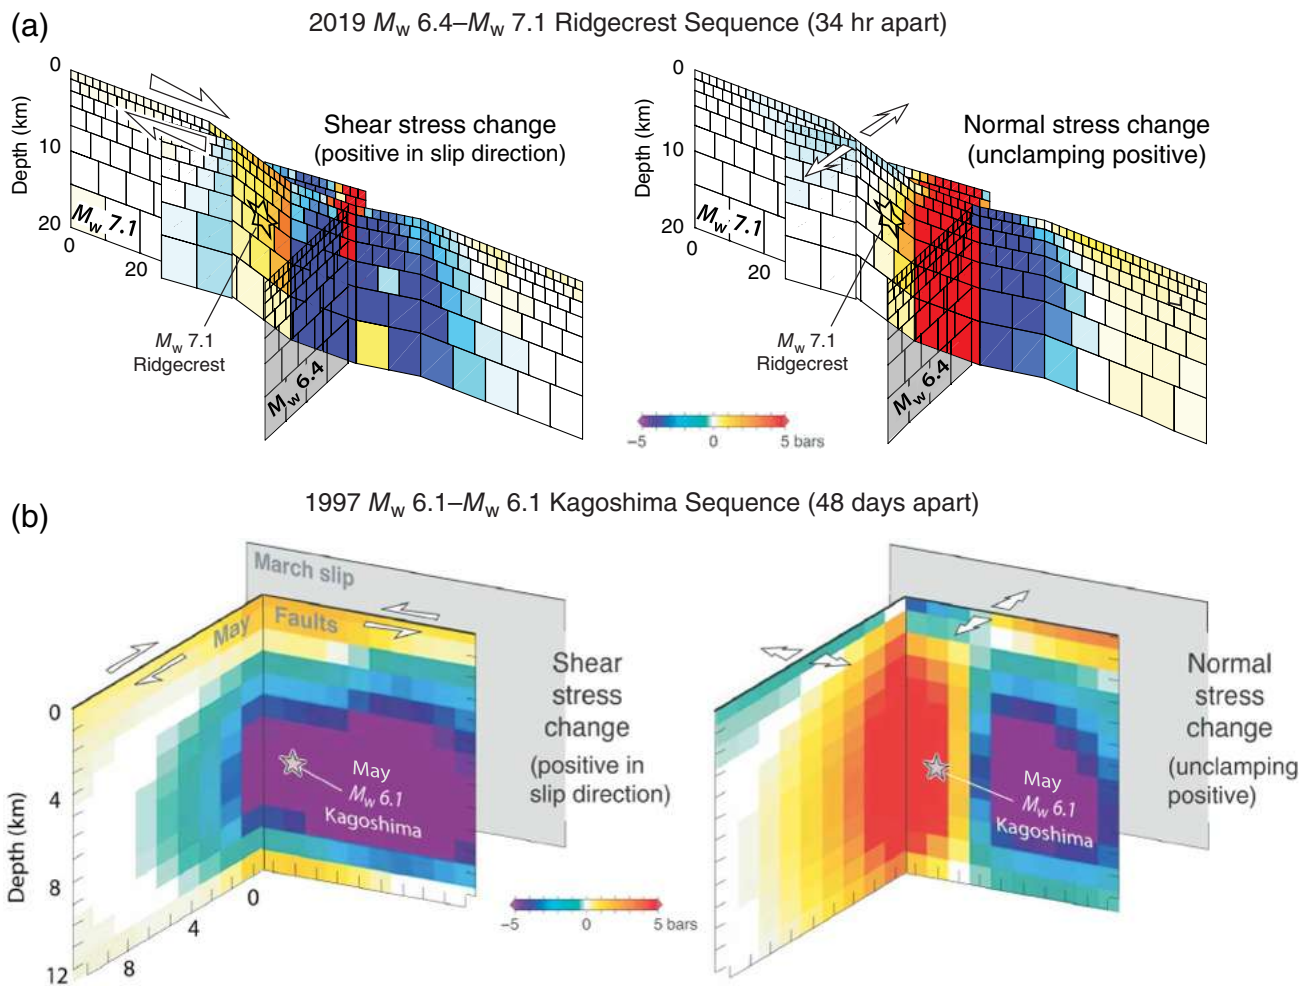 (a)
2019 Mw 6.4–Mw 7.1 Ridgecrest Sequence (34 hr apart)
0
10
20
Depth (km)
0
20
Mw 7.1
Shear stress change
(positive in slip direction)
Mw 7.1
Ridgecrest
Mw 6.4
0
10
20
Depth (km)
0
20
Mw 7.1
Normal stress change
(unclamping positive)
Mw 7.1
Ridgecrest
Mw 6.4
–5
0
5 bars
(b)
1997 Mw 6.1–Mw 6.1 Kagoshima Sequence (48 days apart)
March slip
May
Faults
Shear
stress
change
(positive in
slip direction)
May
Mw 6.1
Kagoshima
0
4
8
12
Depth (km)
0
4
8
–5
0
5 bars
Normal
stress
change
(unclamping
positive)
May
Mw 6.1
Kagoshima